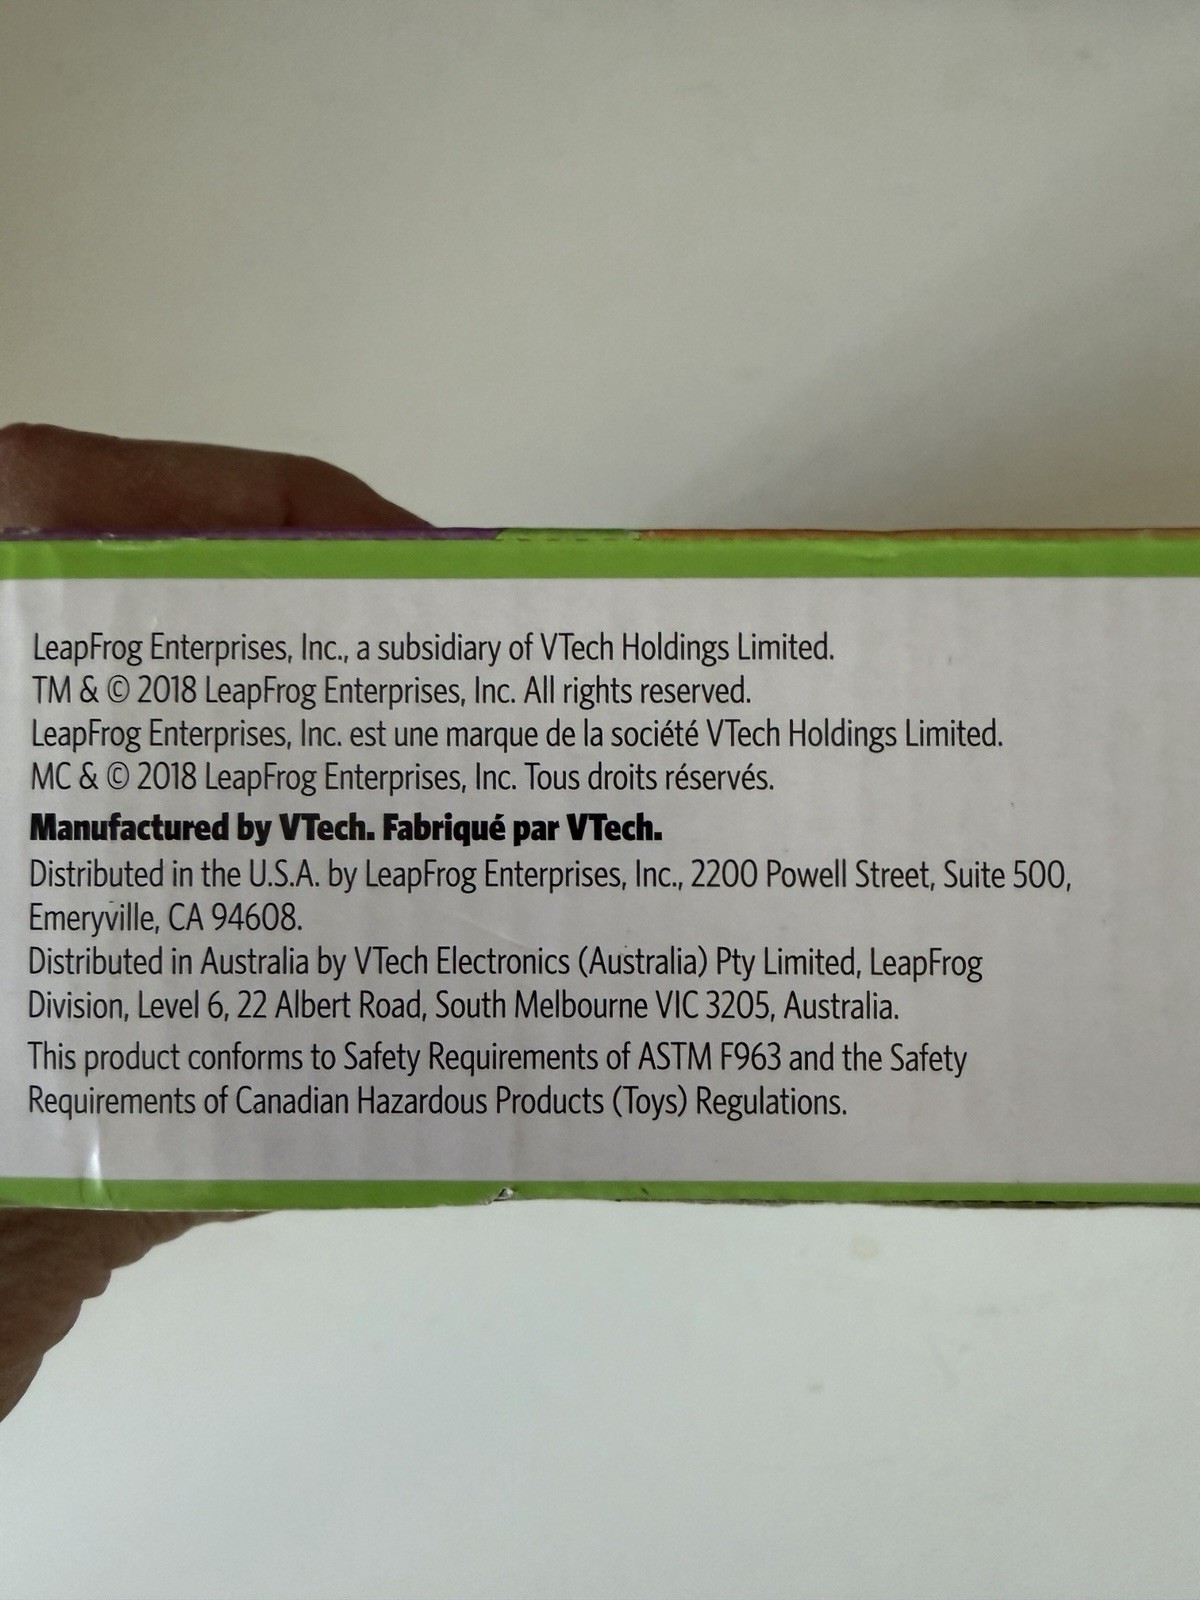 LeapFrog Enterprises, Inc., a subsidiary of VTech Holdings Limited.
TM & © 2018 LeapFrog Enterprises, Inc. All rights reserved.
LeapFrog Enterprises, Inc. est une marque de la société VTech Holdings Limited.
MC & © 2018 LeapFrog Enterprises, Inc. Tous droits réservés.
Manufactured by VTech. Fabriqué par VTech.
Distributed in the U.S.A. by LeapFrog Enterprises, Inc., 2200 Powell Street, Suite 500,
Emeryville, CA 94608.
Distributed in Australia by VTech Electronics (Australia) Pty Limited, LeapFrog
Division, Level 6, 22 Albert Road, South Melbourne VIC 3205, Australia.
This product conforms to Safety Requirements of ASTM F963 and the Safety
Requirements of Canadian Hazardous Products (Toys) Regulations.